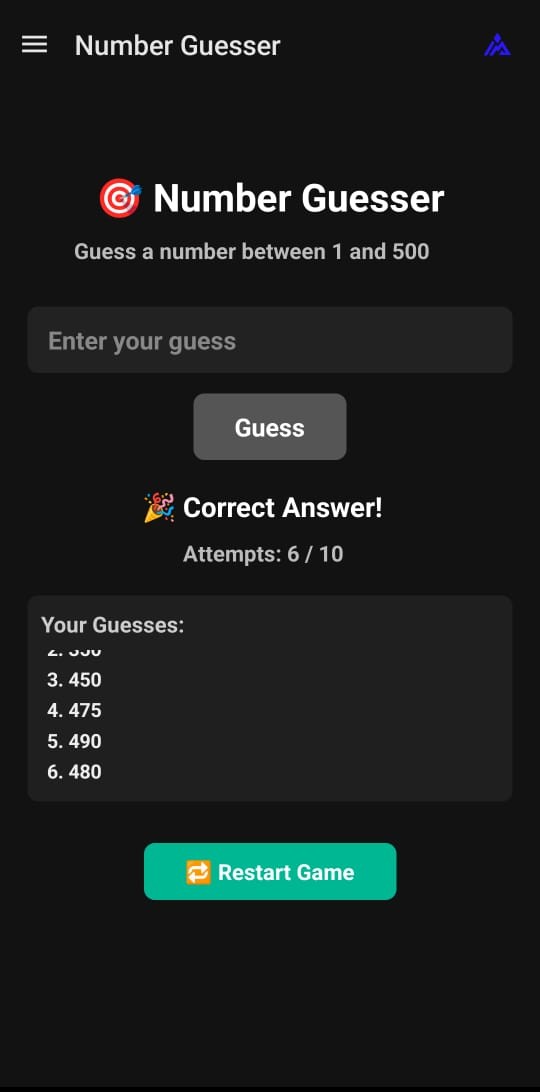 Number Guesser
🎯 Number Guesser
Guess a number between 1 and 500
Enter your guess
Guess
🎉 Correct Answer!
Attempts: 6 / 10
Your Guesses:
2. 350
3. 450
4. 475
5. 490
6. 480
🔁 Restart Game